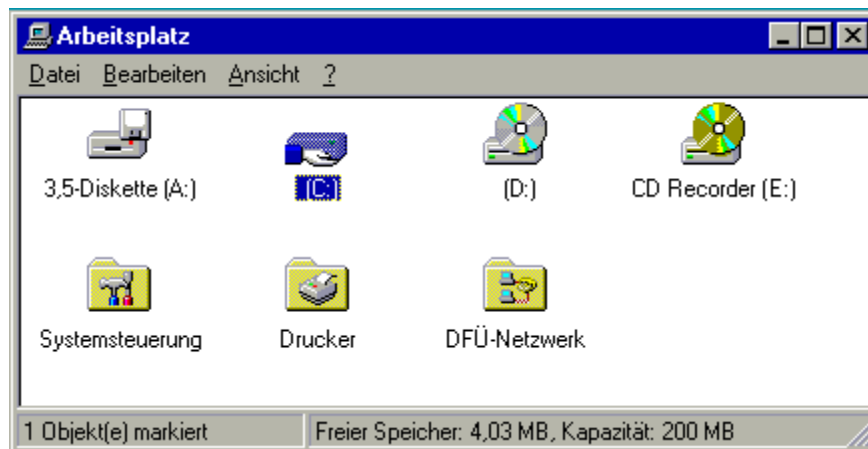 Arbeitsplatz
Datei Bearbeiten Ansicht ?
3,5-Diskette (A:) (C:) (D:) CD Recorder (E:)
Systemsteuerung Drucker DFÜ-Netzwerk
1 Objekt(e) markiert Freier Speicher: 4,03 MB, Kapazität: 200 MB